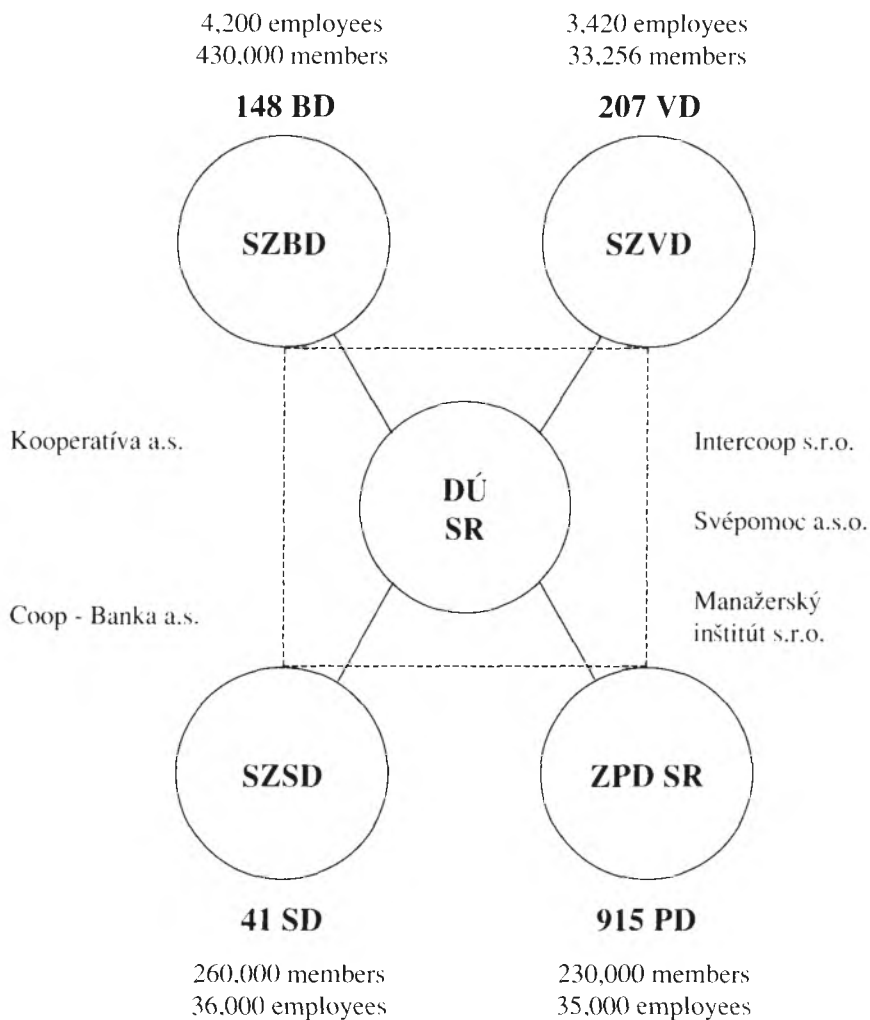 4,200 employees
430,000 members
148 BD
3,420 employees
33,256 members
207 VD
SZBD
SZVD
Kooperatíva a.s.
DÚ
SR
Intercoop s.r.o.
Svépomoc a.s.o.
Coop - Banka a.s.
Manažerský
inštitút s.r.o.
SZSD
ZPD SR
41 SD
260,000 members
36,000 employees
915 PD
230,000 members
35,000 employees